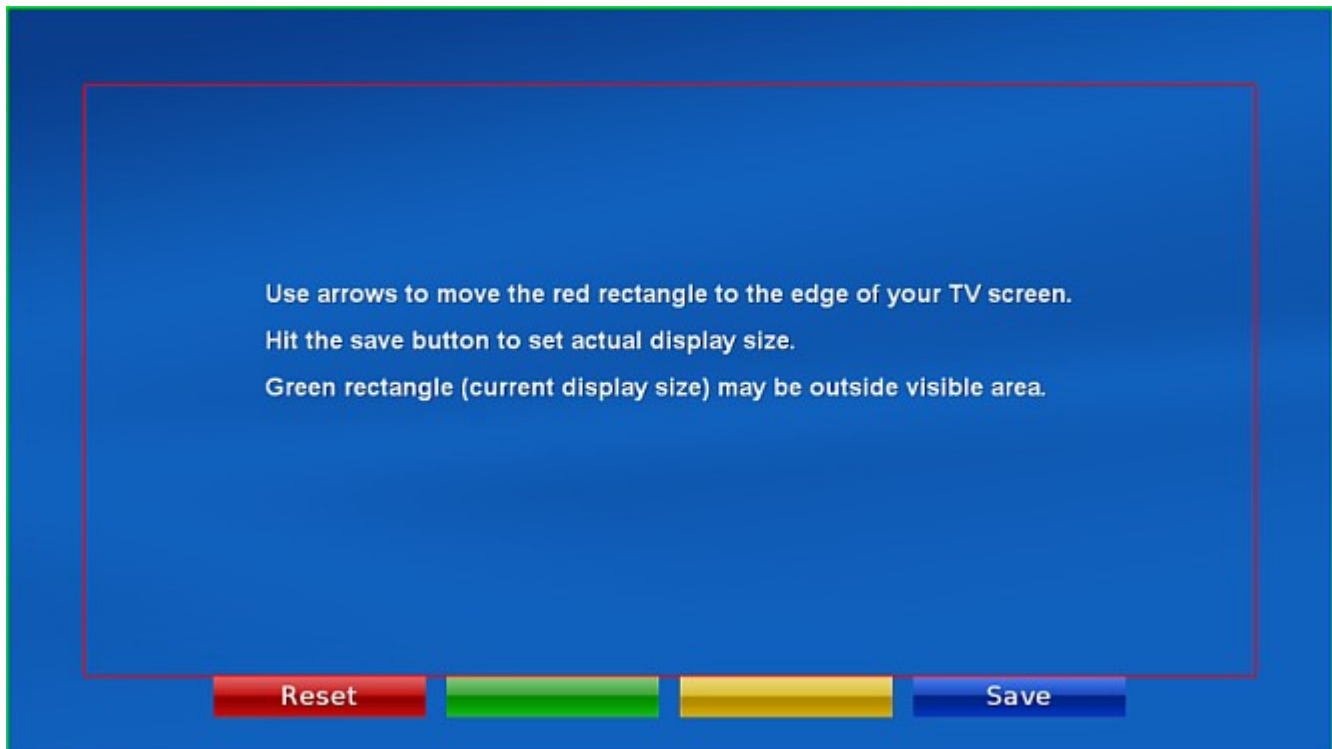 Use arrows to move the red rectangle to the edge of your TV screen.
Hit the save button to set actual display size.
Green rectangle (current display size) may be outside visible area.
Reset
Save